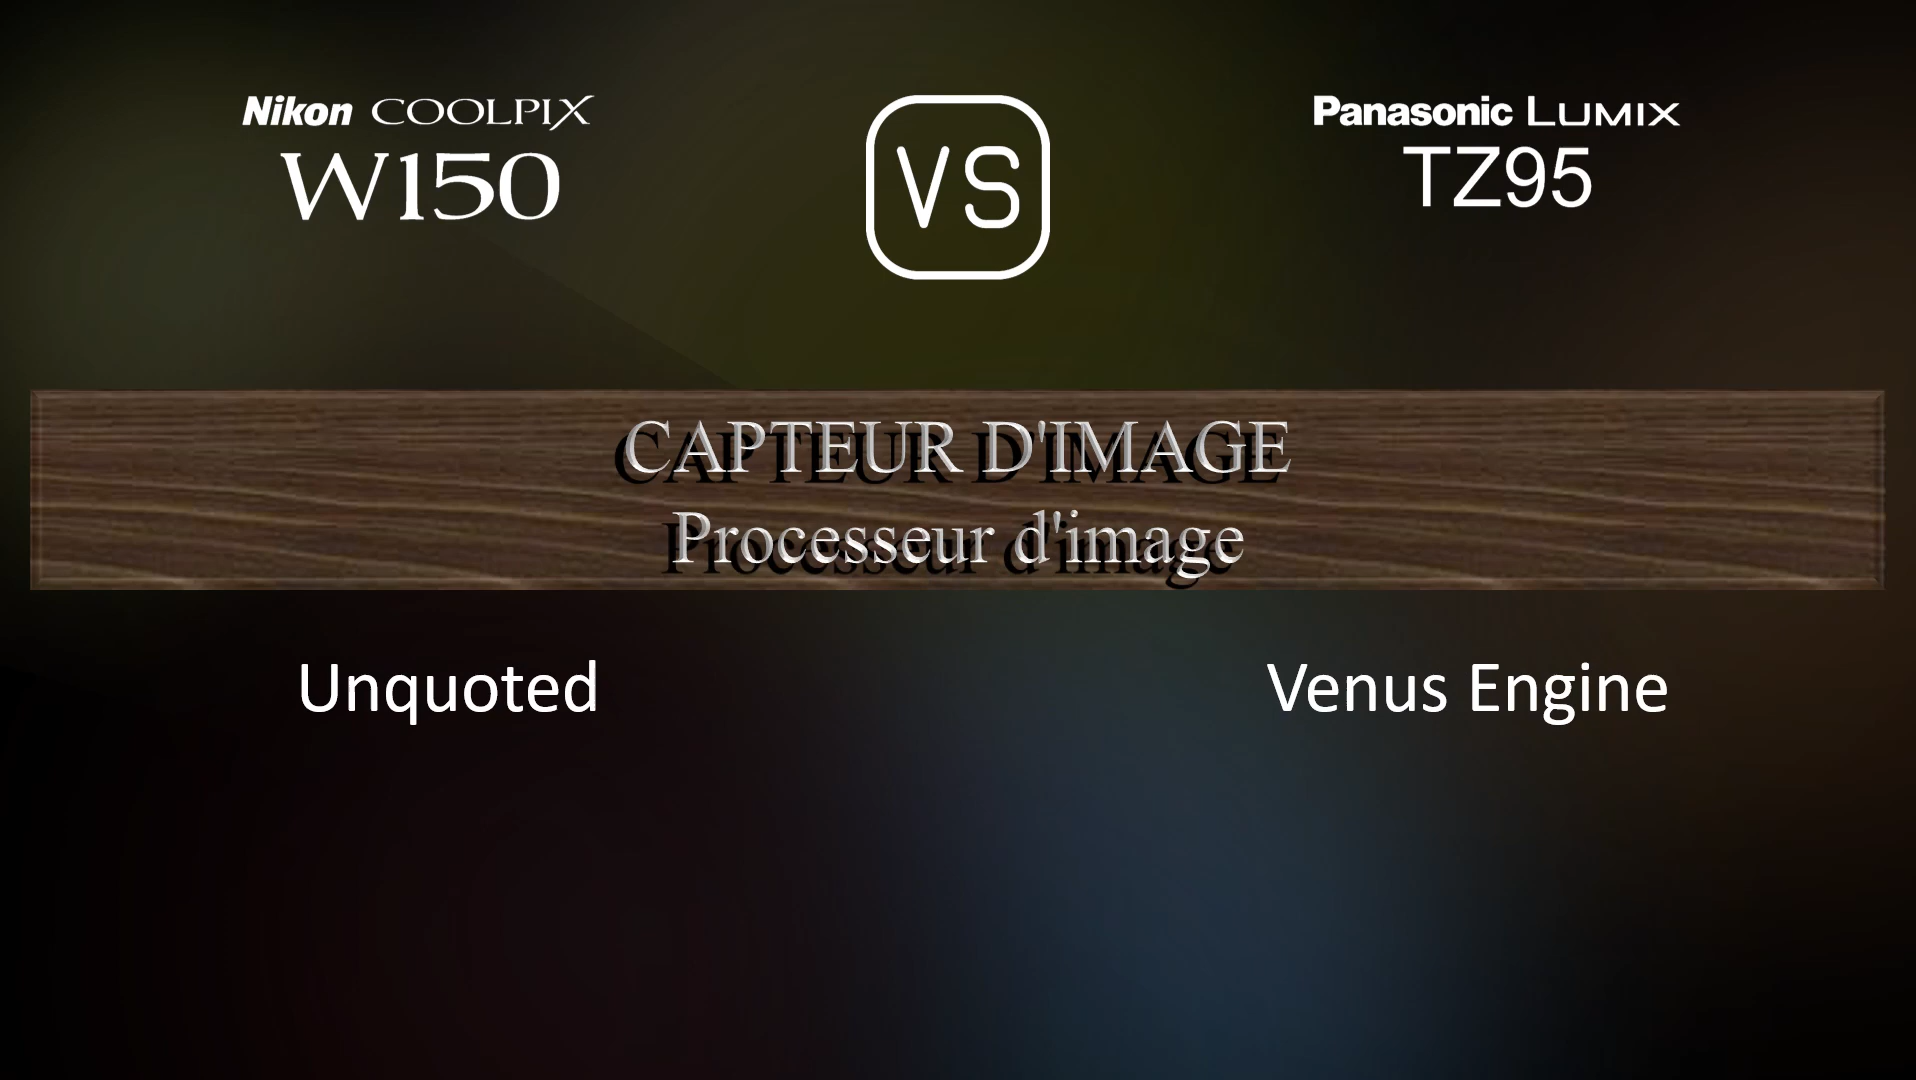 Nikon COOLPIX
W150
VS
Panasonic LUMIX
TZ95
CAPTEUR D'IMAGE
Processeur d'image
Unquoted
Venus Engine